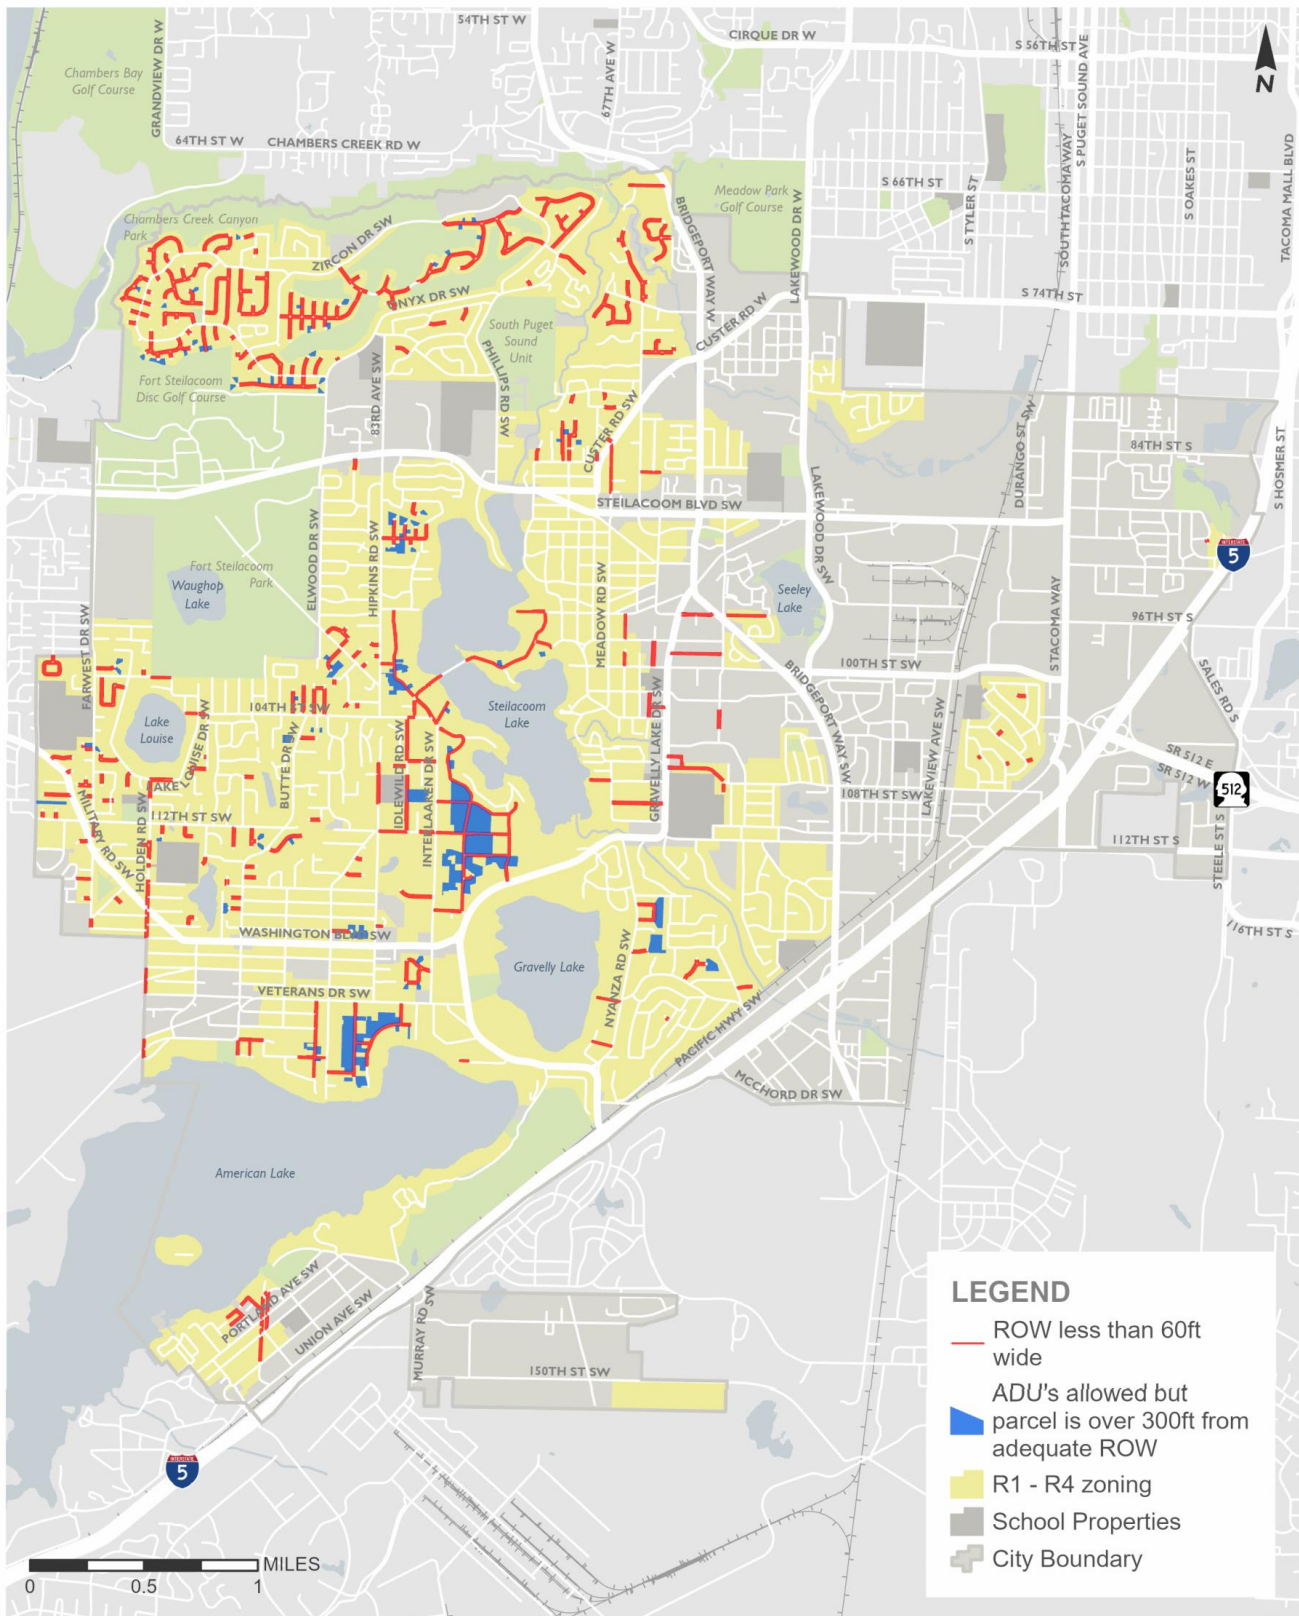 54TH ST W
67TH AVE W
CIRQUE DR W
S 56TH ST
S PUGET SOUND AVE
N
Chambers Bay
Golf Course
GRANDVIEW DR W
64TH ST W
CHAMBERS CREEK RD W
SOUTH TACOMA WAY
TACOMA MALL BLVD
S OAKES ST
S 66TH ST
S TYLER ST
Meadow Park
Golf Course
LAKEWOOD DR W
BRIDGEPORT WAY W
Chambers Creek Canyon
Park
ZIRCON DR SW
ONYX DR SW
S 74TH ST
CUSTER RD W
South Puget
Sound
Unit
PHILLIPS RD SW
83RD AVE SW
Fort Steilacoom
Disc Golf Course
CUSTER RD SW
DURANGO ST SW
84TH ST S
S HOSMER ST
STEILACOOM BLVD SW
LAKEWOOD DR SW
INTERSTATE
5
ELWOOD DR SW
HIPKINS RD SW
Fort Steilacoom
Park
Waughop
Lake
MEADOW RD SW
Seeley
Lake
S TACOMA WAY
96TH ST S
FARWEST DR SW
100TH ST SW
SALES RD S
BRIDGEPORT WAY SW
Steilacoom
Lake
104TH ST SW
Lake
Louise
LOUISE DR SW
LAKE
BUTTE DR SW
IDLEWILD RD SW
INTERLAAKEN DR SW
GRAVELLY LAKE DR SW
LAKEVIEW AVE SW
SR 512 E
SR 512 W
512
108TH ST SW
112TH ST SW
112TH ST S
MILITARY RD SW
HOLDEN RD SW
STEELE ST S
116TH ST S
WASHINGTON BLVD SW
Gravelly Lake
NYANZA RD SW
VETERANS DR SW
PACIFIC HWY SW
MCCHORD DR SW
American Lake
PORTLAND AVE SW
UNION AVE SW
MURRAY RD SW
150TH ST SW
INTERSTATE
5
LEGEND
ROW less than 60ft
wide
ADU's allowed but
parcel is over 300ft from
adequate ROW
R1 - R4 zoning
School Properties
City Boundary
MILES
0 0.5 1